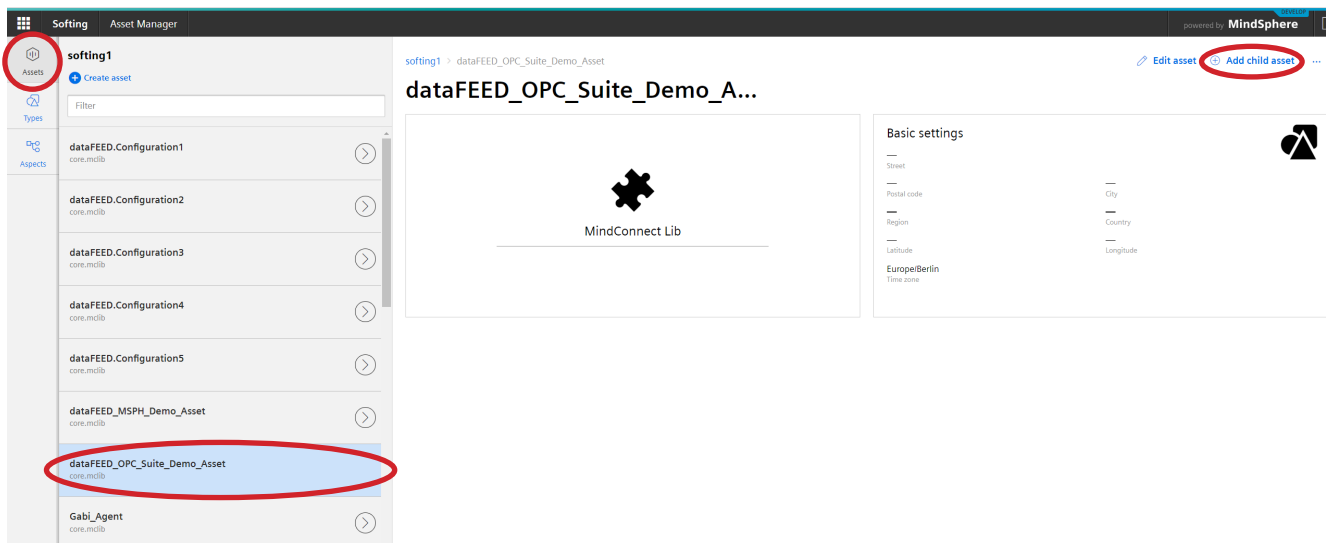 Softing Asset Manager
DEVELOP
powered by MindSphere
Assets
Types
Aspects
softing1
Create asset
Filter
dataFEED.Configuration1
core.mclib
dataFEED.Configuration2
core.mclib
dataFEED.Configuration3
core.mclib
dataFEED.Configuration4
core.mclib
dataFEED.Configuration5
core.mclib
dataFEED_MSPH_Demo_Asset
core.mclib
dataFEED_OPC_Suite_Demo_Asset
core.mclib
Gabi_Agent
core.mclib
softing1 > dataFEED_OPC_Suite_Demo_Asset
Edit asset Add child asset ...
dataFEED_OPC_Suite_Demo_A...
MindConnect Lib
Basic settings
—
Street
— —
Postal code City
— —
Region Country
— —
Latitude Longitude
Europe/Berlin
Time zone